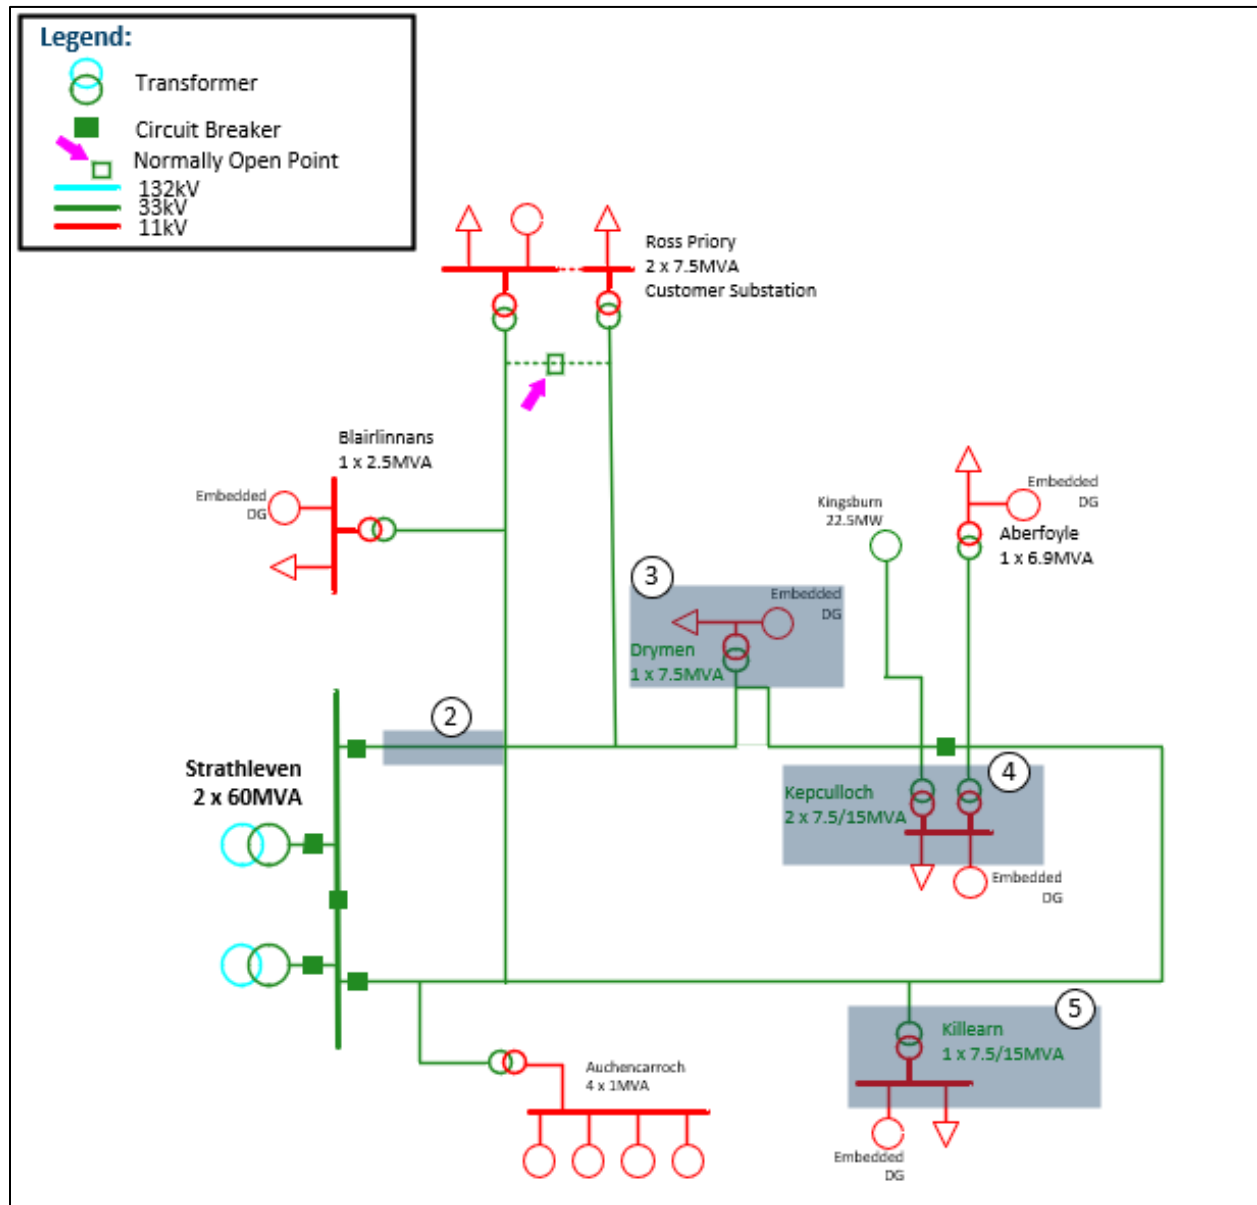 Legend:
Transformer
Circuit Breaker
Normally Open Point
132kV
33kV
11kV
Ross Priory
2 x 7.5MVA
Customer Substation
Blairlinnans
1 x 2.5MVA
Embedded
DG
Kingsburn
22.5MW
Embedded
DG
Aberfoyle
1 x 6.9MVA
3
Embedded
DG
Drymen
1 x 7.5MVA
2
Strathleven
2 x 60MVA
4
Kepculloch
2 x 7.5/15MVA
Embedded
DG
5
Killearn
1 x 7.5/15MVA
Embedded
DG
Auchencarroch
4 x 1MVA